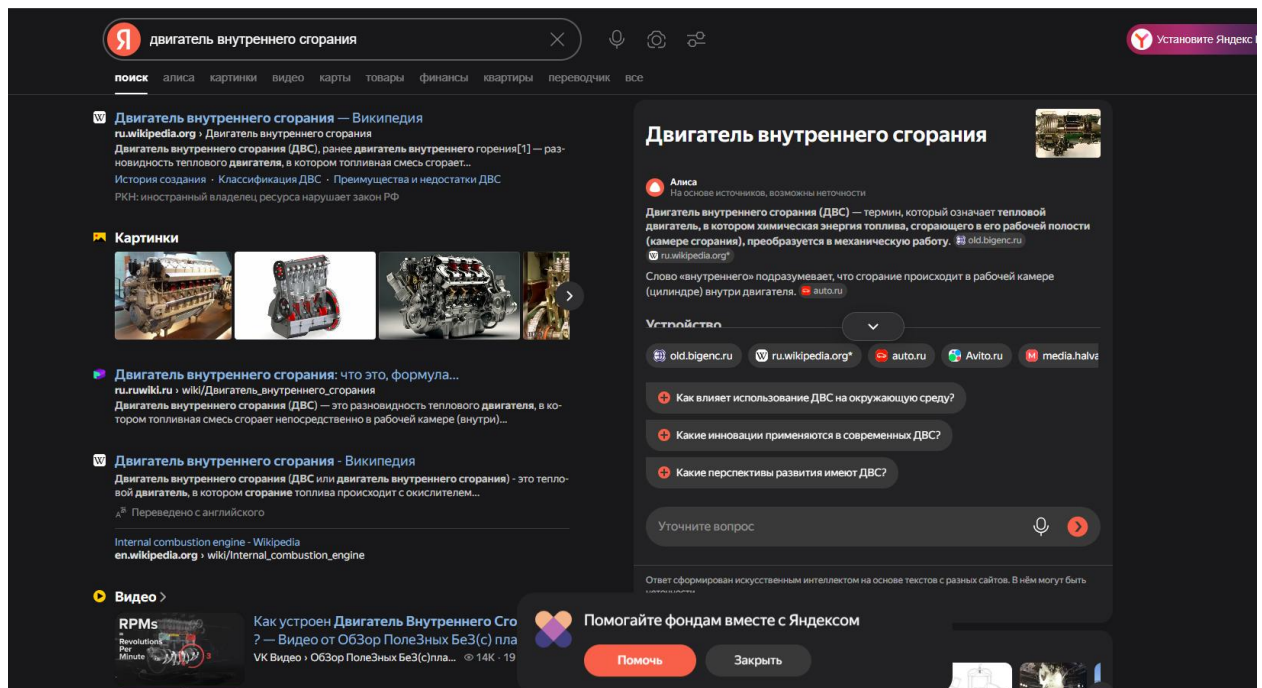 Я двигатель внутреннего сгорания
Установите Яндекс
поиск алиса картинки видео карты товары финансы квартиры переводчик все
Двигатель внутреннего сгорания — Википедия
ru.wikipedia.org › Двигатель внутреннего сгорания
Двигатель внутреннего сгорания (ДВС), ранее двигатель внутреннего горения[1] — раз-
новидность теплового двигателя, в котором топливная смесь сгорает...
История создания · Классификация ДВС · Преимущества и недостатки ДВС
РКН: иностранный владелец ресурса нарушает закон РФ
Картинки
Двигатель внутреннего сгорания: что это, формула...
ru.ruwiki.ru › wiki/Двигатель_внутреннего_сгорания
Двигатель внутреннего сгорания (ДВС) — это разновидность теплового двигателя, в ко-
тором топливная смесь сгорает непосредственно в рабочей камере (внутри)...
Двигатель внутреннего сгорания - Википедия
Двигатель внутреннего сгорания (ДВС или двигатель внутреннего сгорания) - это тепло-
вой двигатель, в котором сгорание топлива происходит с окислителем...
Переведено с английского
Internal combustion engine - Wikipedia
en.wikipedia.org › wiki/Internal_combustion_engine
Видео ›
RPMs
=
Revolutions
Per
Minute
3
Как устроен Двигатель Внутреннего Сго
? — Видео от ОбЗор ПолеЗных БеЗ(с) пла
VK Видео › ОбЗор ПолеЗных БеЗ(с)пла... 14К · 19
Двигатель внутреннего сгорания
Алиса
На основе источников, возможны неточности
Двигатель внутреннего сгорания (ДВС) — термин, который означает тепловой
двигатель, в котором химическая энергия топлива, сгорающего в его рабочей полости
(камере сгорания), преобразуется в механическую работу. old.bigenc.ru
ru.wikipedia.org*
Слово «внутреннего» подразумевает, что сгорание происходит в рабочей камере
(цилиндре) внутри двигателя. auto.ru
Устройство
old.bigenc.ru ru.wikipedia.org* auto.ru Avito.ru media.halva
Как влияет использование ДВС на окружающую среду?
Какие инновации применяются в современных ДВС?
Какие перспективы развития имеют ДВС?
Уточните вопрос
Ответ сформирован искусственным интеллектом на основе текстов с разных сайтов. В нём могут быть
неточности
Помогайте фондам вместе с Яндексом
Помочь Закрыть